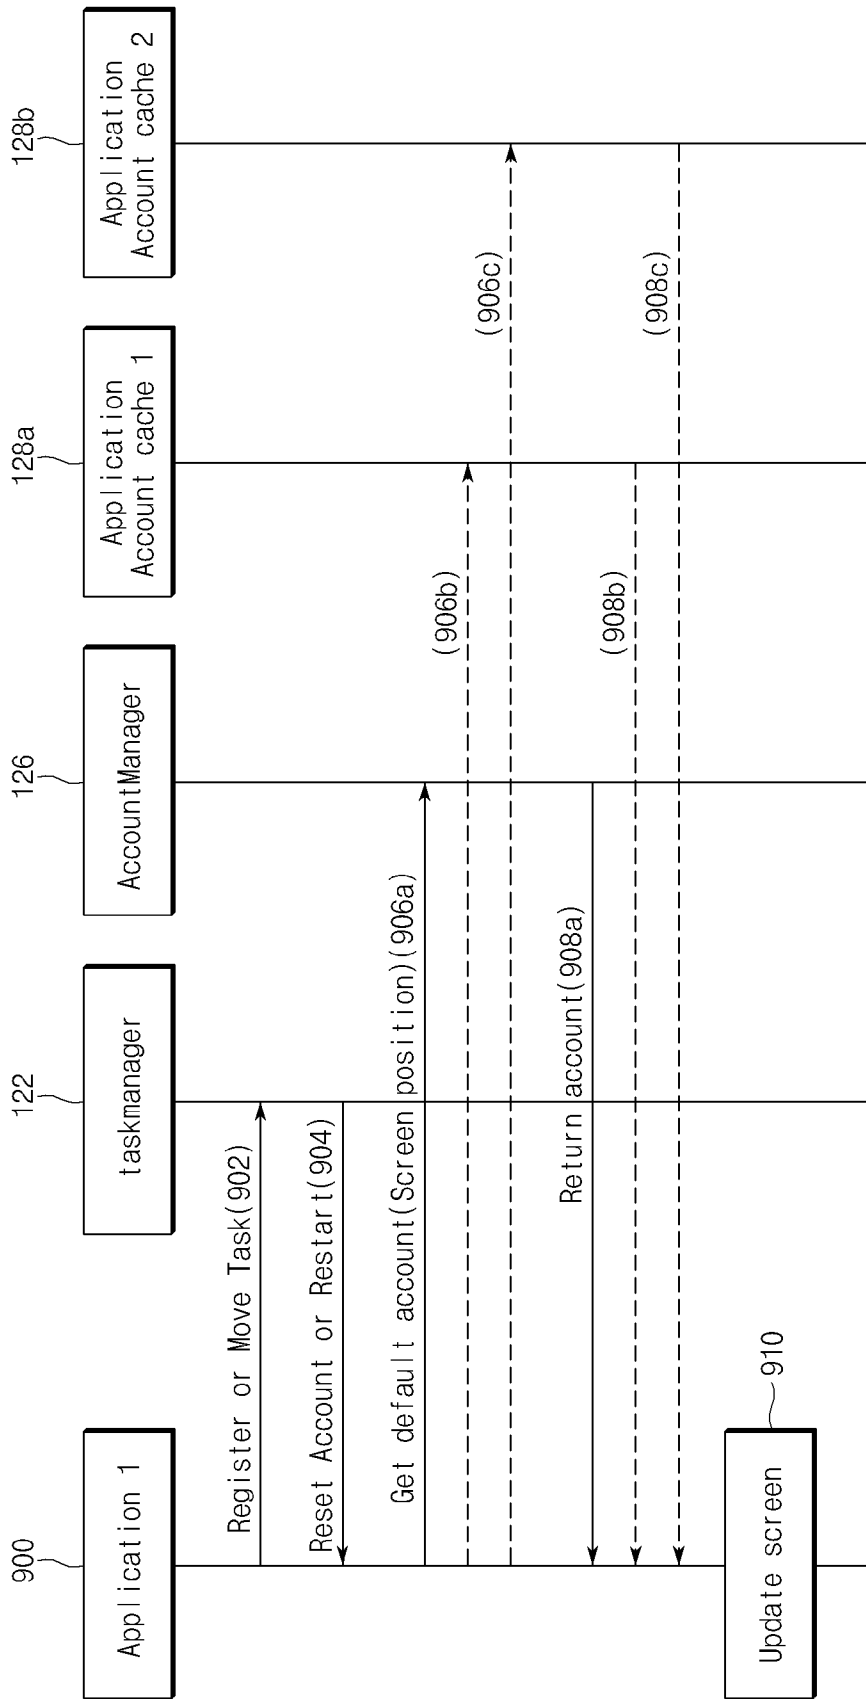 900
122
126
128a
128b
Application 1
taskmanager
AccountManager
Application
Account cache 1
Application
Account cache 2
Register or Move Task(902)
Reset Account or Restart(904)
Get default account(Screen position)(906a)
(906b)
(906c)
Return account(908a)
(908b)
(908c)
910
Update screen